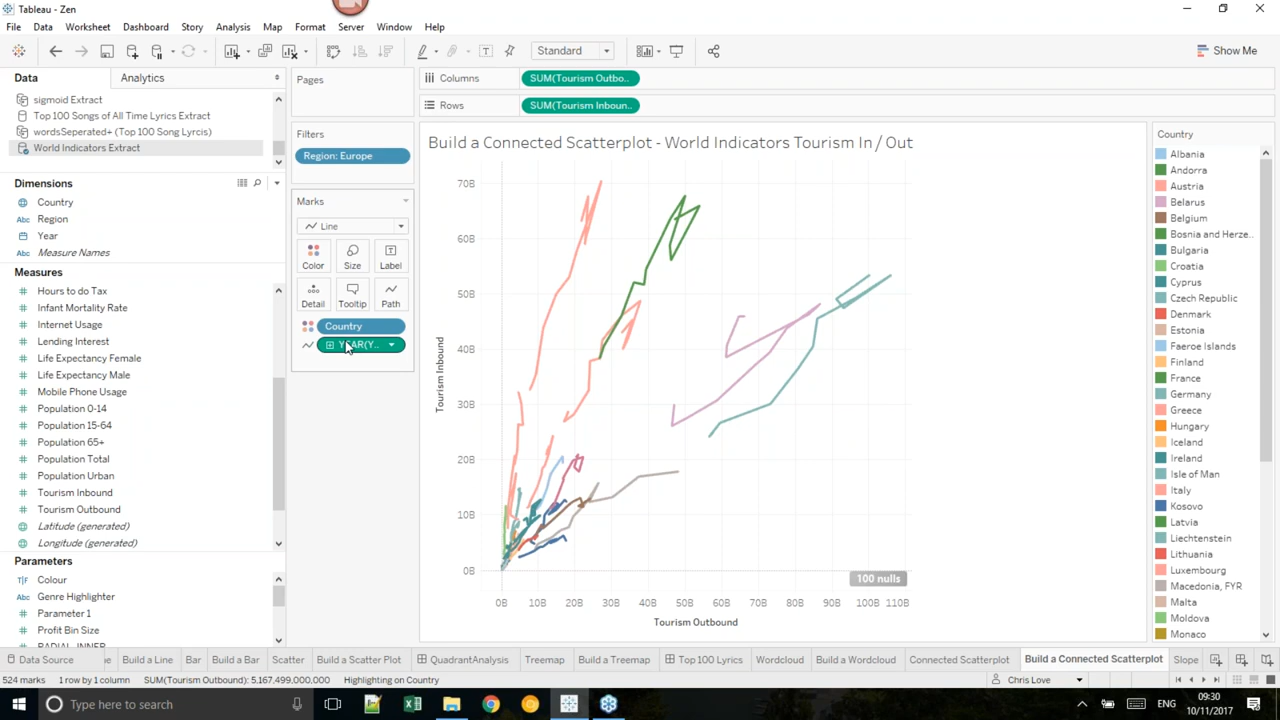 Tableau - Zen
File Data Worksheet Dashboard Story Analysis Map Format Server Window Help
Standard
Show Me
Data Analytics
sigmoid Extract
Top 100 Songs of All Time Lyrics Extract
wordsSeperated+ (Top 100 Song Lyrcis)
World Indicators Extract
Dimensions
Country
Abc Region
Year
Abc Measure Names
Measures
# Hours to do Tax
# Infant Mortality Rate
# Internet Usage
# Lending Interest
# Life Expectancy Female
# Life Expectancy Male
# Mobile Phone Usage
# Population 0-14
# Population 15-64
# Population 65+
# Population Total
# Population Urban
# Tourism Inbound
# Tourism Outbound
Latitude (generated)
Longitude (generated)
Parameters
T|F Colour
Abc Genre Highlighter
# Parameter 1
# Profit Bin Size
Pages
Filters
Region: Europe
Marks
Line
Color Size Label
Detail Tooltip Path
Country
YEAR(Y..
Columns SUM(Tourism Outbo..
Rows SUM(Tourism Inboun..
Build a Connected Scatterplot - World Indicators Tourism In / Out
70B
60B
50B
40B
30B
20B
10B
0B
Tourism Inbound
0B 10B 20B 30B 40B 50B 60B 70B 80B 90B 100B 110B
Tourism Outbound
100 nulls
Country
Albania
Andorra
Austria
Belarus
Belgium
Bosnia and Herze..
Bulgaria
Croatia
Cyprus
Czech Republic
Denmark
Estonia
Faeroe Islands
Finland
France
Germany
Greece
Hungary
Iceland
Ireland
Isle of Man
Italy
Kosovo
Latvia
Liechtenstein
Lithuania
Luxembourg
Macedonia, FYR
Malta
Moldova
Monaco
Data Source Build a Line Bar Build a Bar Scatter Build a Scatter Plot QuadrantAnalysis Treemap Build a Treemap Top 100 Lyrics Wordcloud Build a Wordcloud Connected Scatterplot Build a Connected Scatterplot Slope
524 marks 1 row by 1 column SUM(Tourism Outbound): 5,167,499,000,000 Highlighting on Country Chris Love
Type here to search
ENG
09:30
10/11/2017